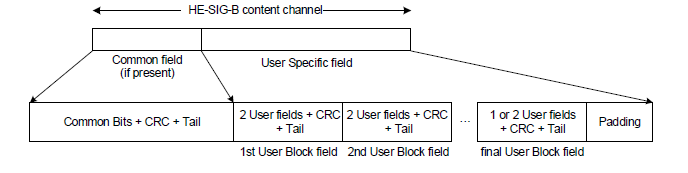 HE-SIG-B content channel
Common field
(if present)
User Specific field
Common Bits + CRC + Tail
2 User fields + CRC
+ Tail
2 User fields + CRC
+ Tail
...
1 or 2 User fields
+ CRC + Tail
Padding
1st User Block field
2nd User Block field
final User Block field